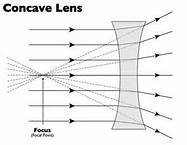 Concave Lens
Focus
(Focal Point)